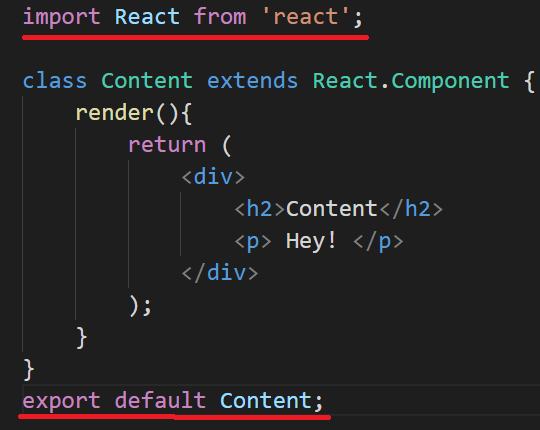 import React from 'react';
class Content extends React.Component {
render(){
return (
<div>
<h2>Content</h2>
<p> Hey! </p>
</div>
);
}
}
export default Content;